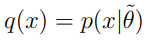 q(x) = p(x|θ̃)